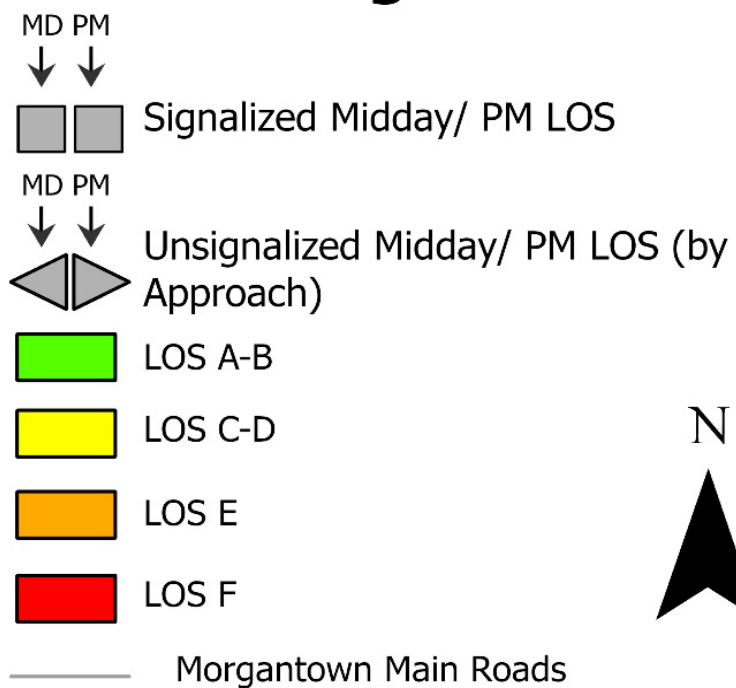 MD PM
Signalized Midday/ PM LOS
MD PM
Unsignalized Midday/ PM LOS (by
Approach)
LOS A-B
LOS C-D
N
LOS E
LOS F
Morgantown Main Roads